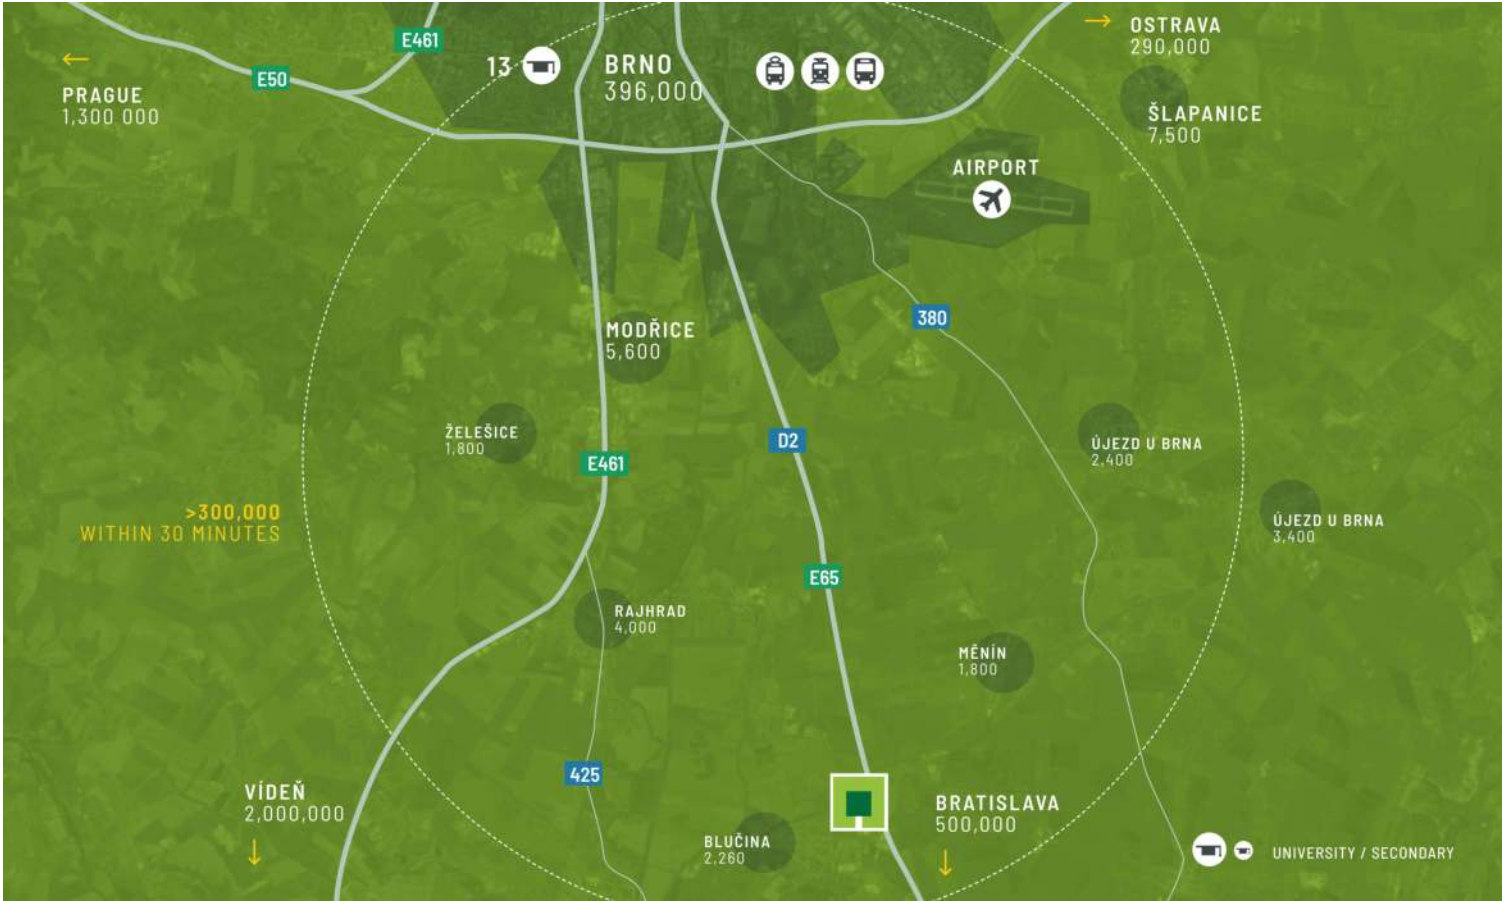 E461
OSTRAVA
290,000
13
BRNO
396,000
E50
PRAGUE
1,300 000
ŠLAPANICE
7,500
AIRPORT
380
MODŘICE
5,600
D2
ŽELEŠICE
1,800
ÚJEZD U BRNA
2,400
E461
>300,000
WITHIN 30 MINUTES
ÚJEZD U BRNA
3,400
E65
RAJHRAD
4,000
MĚNÍN
1,800
425
VÍDEŇ
2,000,000
BRATISLAVA
500,000
BLUČINA
2,260
UNIVERSITY / SECONDARY